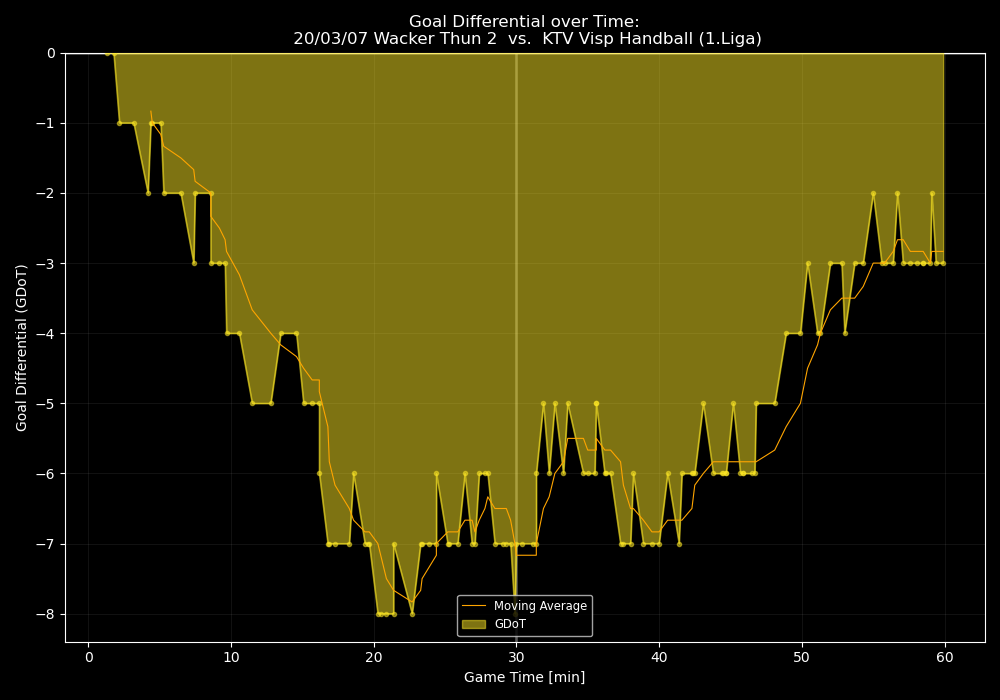 Goal Differential over Time:
20/03/07 Wacker Thun 2  vs.  KTV Visp Handball (1.Liga)
Goal Differential (GDoT)
0
−1
−2
−3
−4
−5
−6
−7
−8
Moving Average
GDoT
0
10
20
30
40
50
60
Game Time [min]